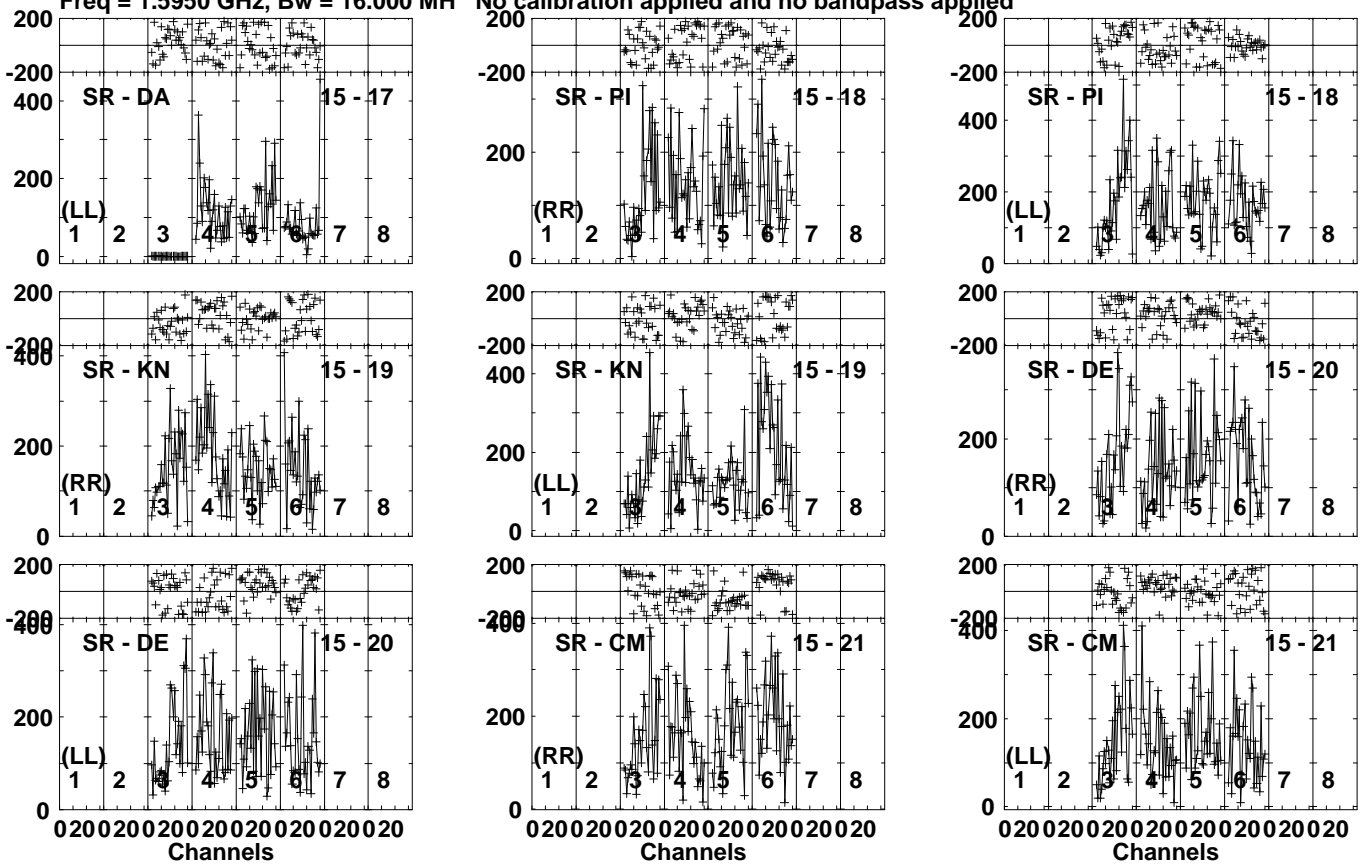 Freq = 1.5950 GHz, Bw = 16.000 MH No calibration applied and no bandpass applied
200
-200
400
200
0
SR - DA 15 - 17
(LL)
1 2 3 4 5 6 7 8
200
-200
200
0
SR - PI 15 - 18
(RR)
1 2 3 4 5 6 7 8
200
-200
400
200
0
SR - PI 15 - 18
(LL)
1 2 3 4 5 6 7 8
200
-200
400
200
0
SR - KN 15 - 19
(RR)
1 2 3 4 5 6 7 8
200
-200
400
200
0
SR - KN 15 - 19
(LL)
1 2 3 4 5 6 7 8
200
-200
200
0
SR - DE 15 - 20
(RR)
1 2 3 4 5 6 7 8
200
-200
400
200
0
SR - DE 15 - 20
(LL)
1 2 3 4 5 6 7 8
0 20 0 20 0 20 0 20 0 20 0 20 0 20 0 20
Channels
200
-200
400
200
0
SR - CM 15 - 21
(RR)
1 2 3 4 5 6 7 8
0 20 0 20 0 20 0 20 0 20 0 20 0 20 0 20
Channels
200
-200
400
200
0
SR - CM 15 - 21
(LL)
1 2 3 4 5 6 7 8
0 20 0 20 0 20 0 20 0 20 0 20 0 20 0 20
Channels